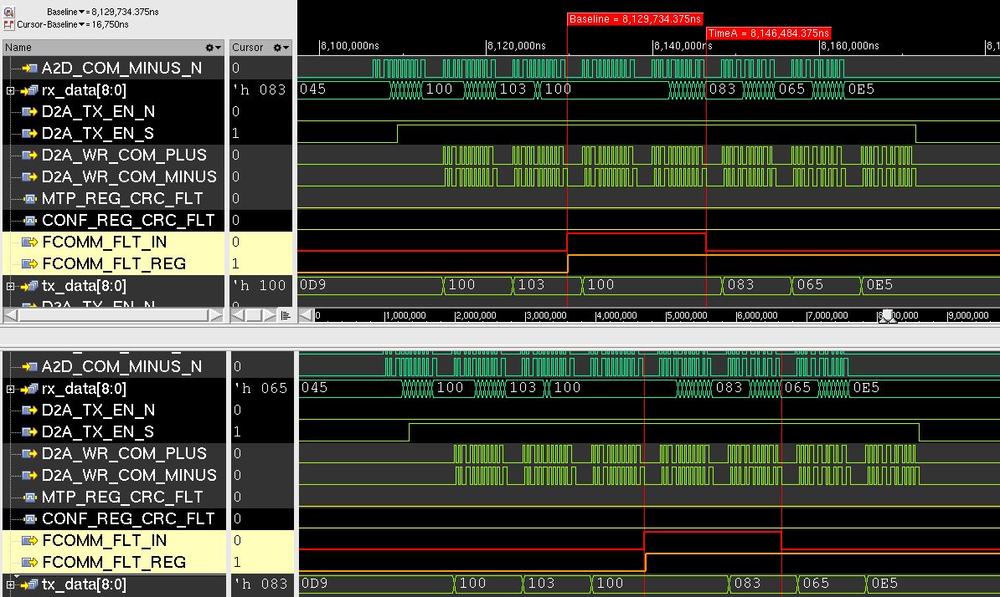 Baseline▼= 8,129,734.375ns
Cursor-Baseline▼= 16,750ns
Baseline = 8,129,734.375ns
TimeA = 8,146,484.375ns
Name Cursor 8,100,000ns 8,120,000ns 8,140,000ns 8,160,000ns 8,1
A2D_COM_MINUS_N 0
rx_data[8:0] 'h 083 045 100 103 100 083 065 0E5
D2A_TX_EN_N 0
D2A_TX_EN_S 1
D2A_WR_COM_PLUS 0
D2A_WR_COM_MINUS 0
MTP_REG_CRC_FLT 0
CONF_REG_CRC_FLT 0
FCOMM_FLT_IN 0
FCOMM_FLT_REG 1
tx_data[8:0] 'h 100 0D9 100 103 100 083 065 0E5
0 1,000,000 2,000,000 3,000,000 4,000,000 5,000,000 6,000,000 7,000,000 9,000,000
A2D_COM_MINUS_N 0
rx_data[8:0] 'h 065 045 100 103 100 083 065 0E5
D2A_TX_EN_N 0
D2A_TX_EN_S 1
D2A_WR_COM_PLUS 0
D2A_WR_COM_MINUS 0
MTP_REG_CRC_FLT 0
CONF_REG_CRC_FLT 0
FCOMM_FLT_IN 0
FCOMM_FLT_REG 1
tx_data[8:0] 'h 083 0D9 100 103 100 083 065 0E5